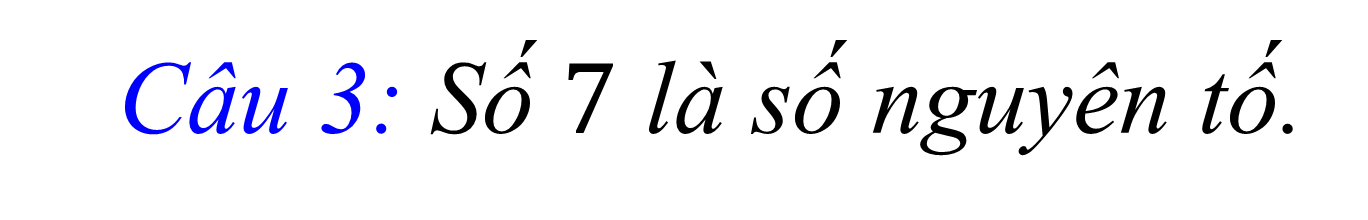 Câu 3: Số 7 là số nguyên tố.